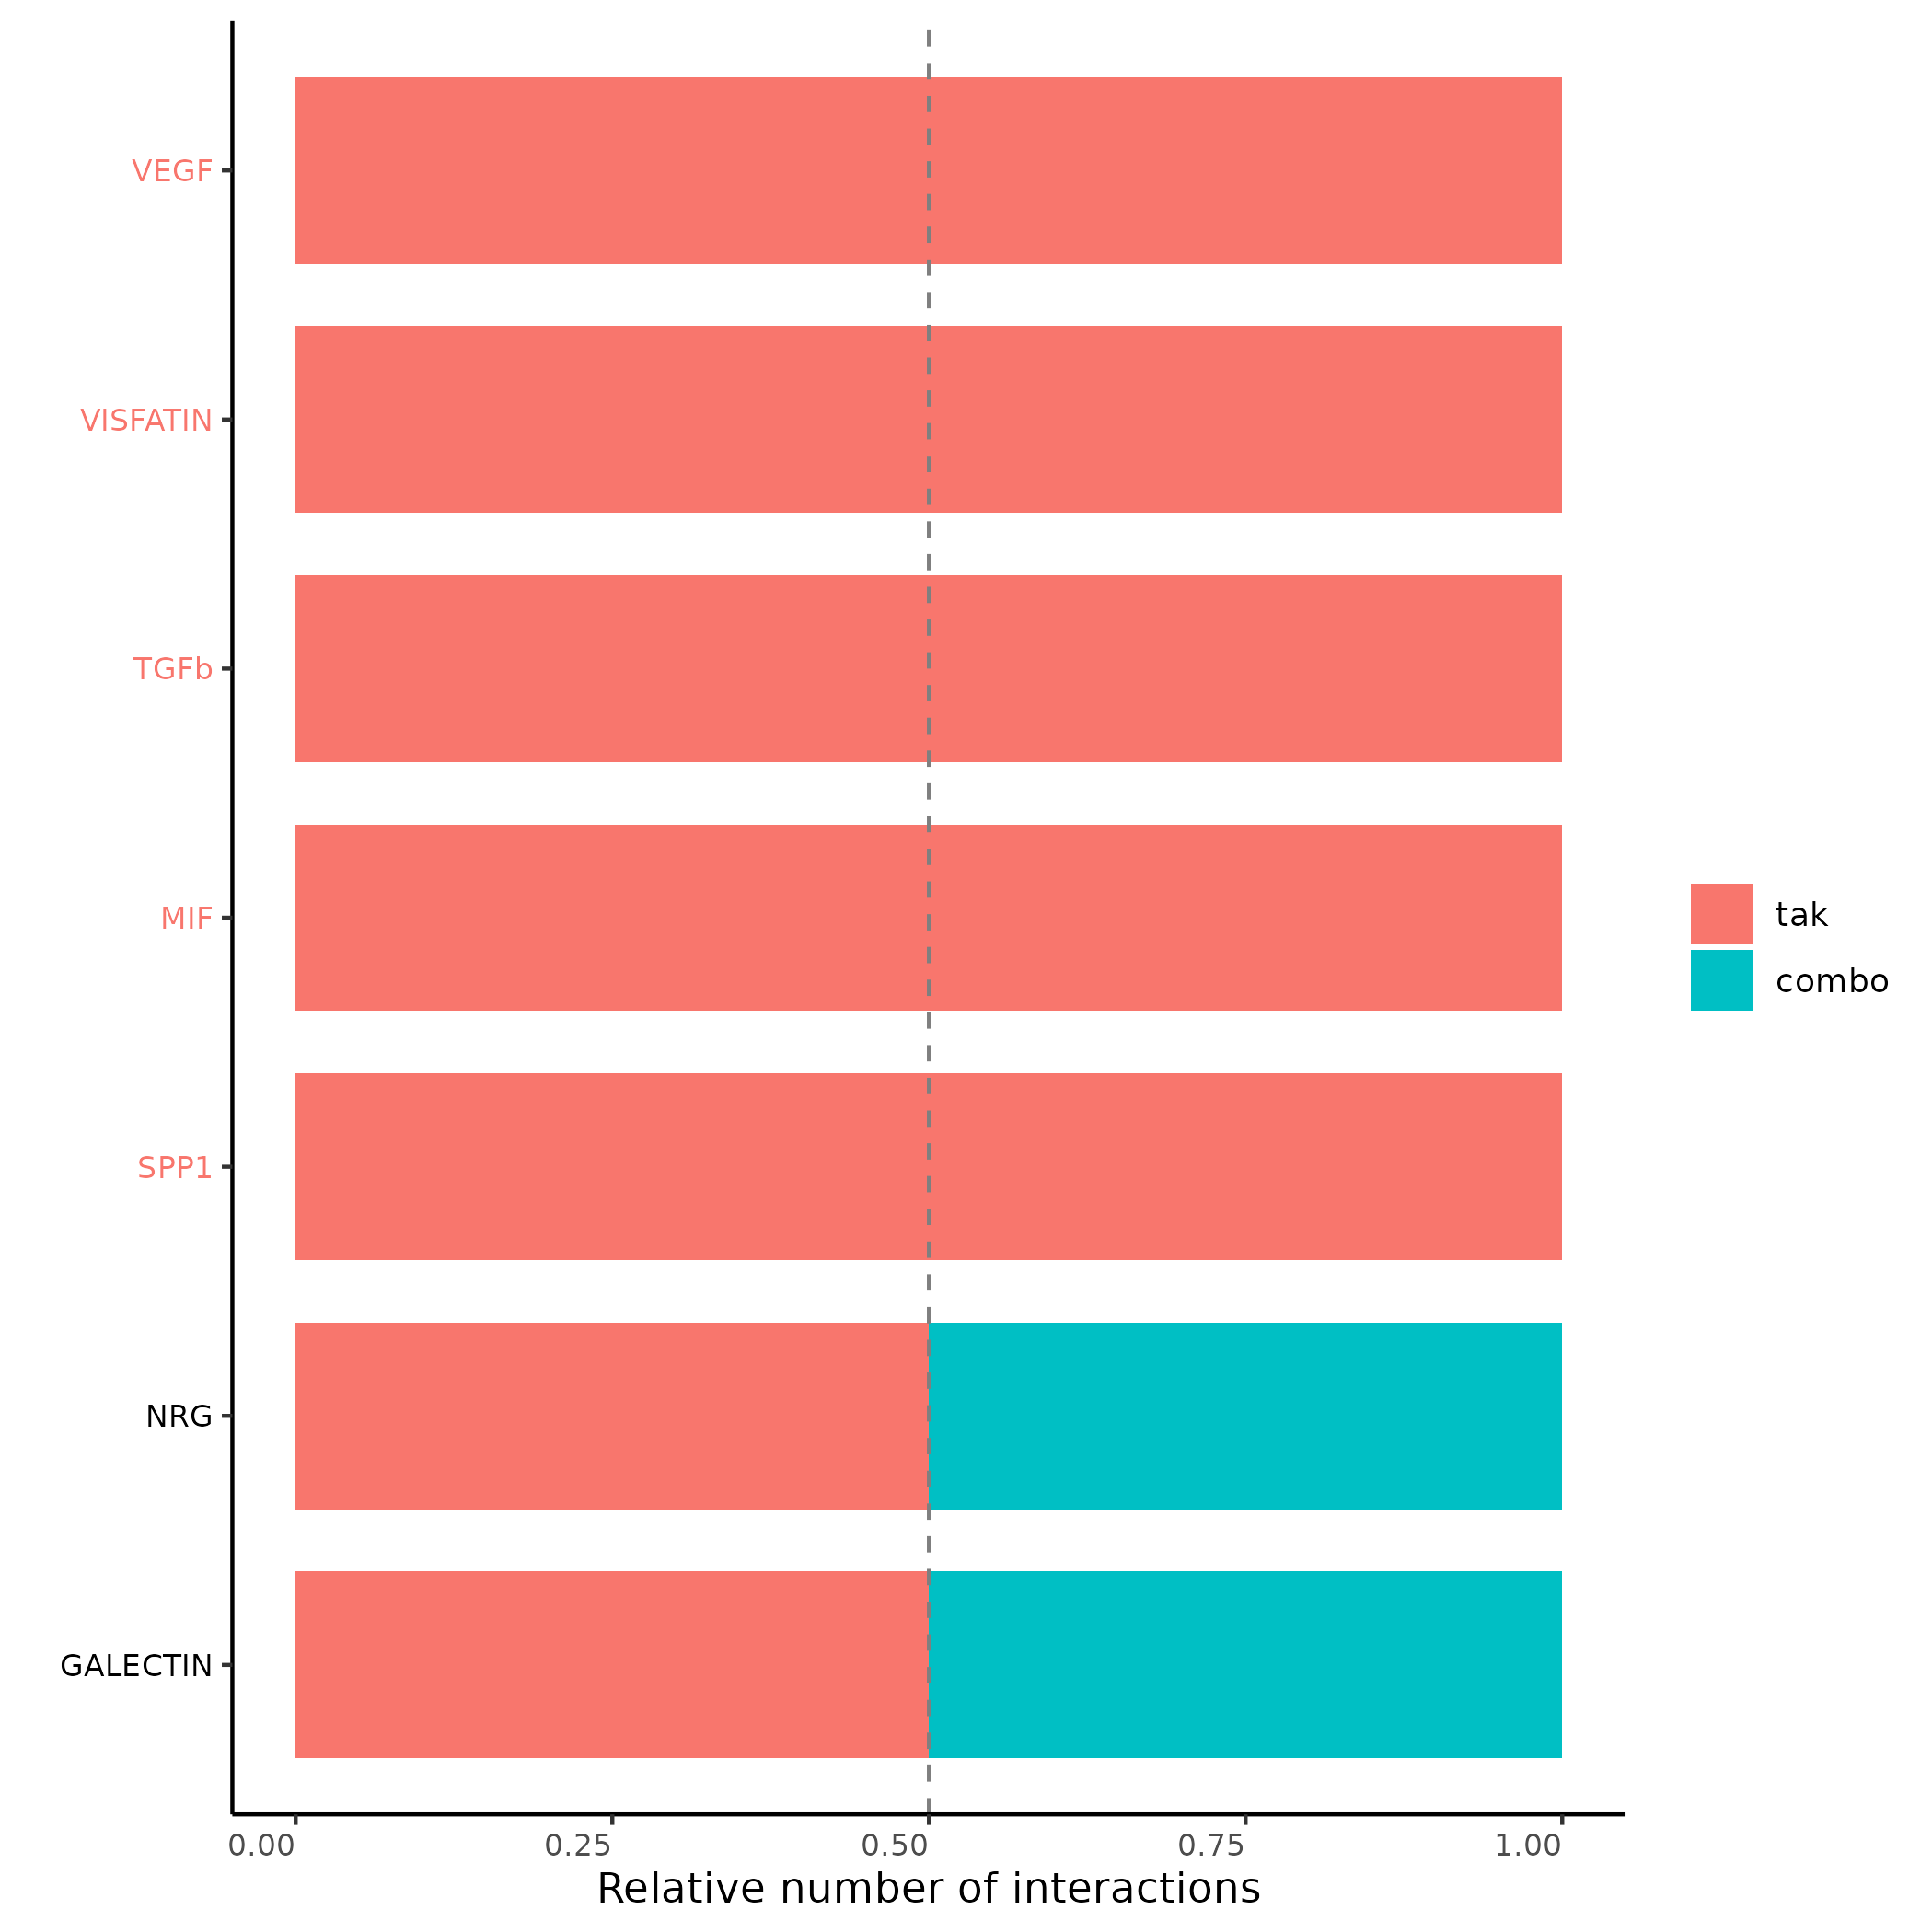 VEGF
VISFATIN
TGFb
MIF
SPP1
NRG
GALECTIN
tak
combo
0.00 0.25 0.50 0.75 1.00
Relative number of interactions